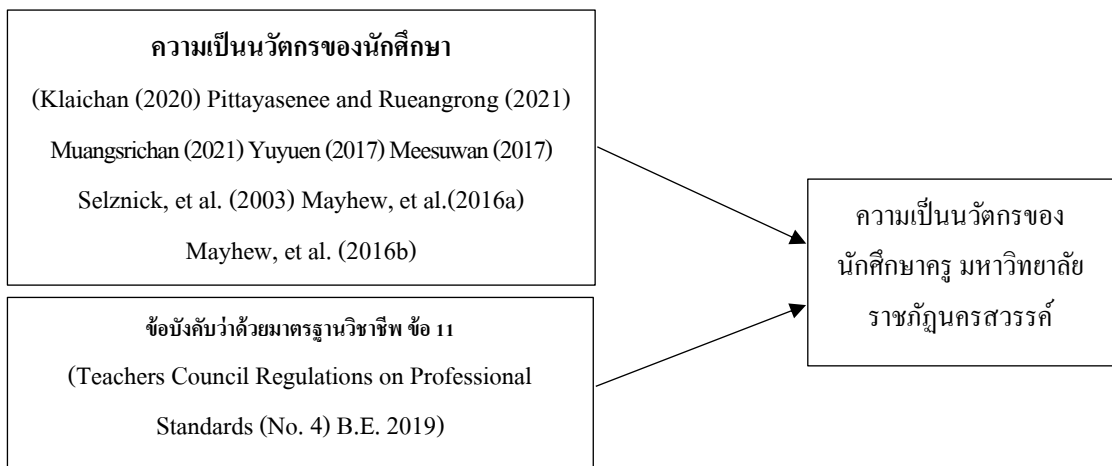 ความเป็นนวัตกรของนักศึกษา
(Klaichan (2020) Pittayasenee and Rueangrong (2021)
Muangsrichan (2021) Yuyuen (2017) Meesuwan (2017)
Selznick, et al. (2003) Mayhew, et al.(2016a)
Mayhew, et al. (2016b)
ข้อบังคับว่าด้วยมาตรฐานวิชาชีพ ข้อ 11
(Teachers Council Regulations on Professional
Standards (No. 4) B.E. 2019)
ความเป็นนวัตกรของ
นักศึกษาครู มหาวิทยาลัย
ราชภัฏนครสวรรค์